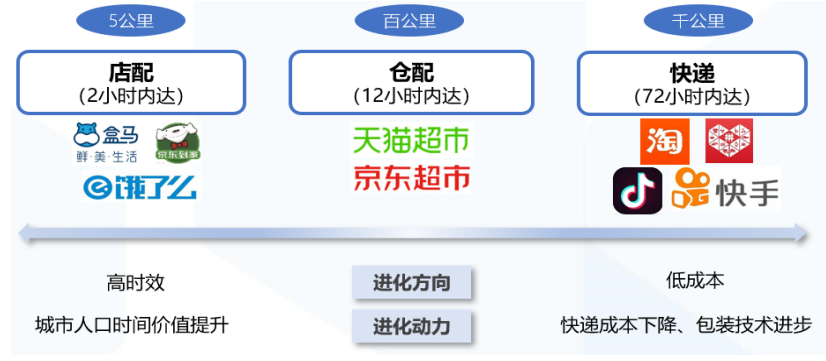 5公里 百公里 千公里
店配 仓配 快递
(2小时内达) (12小时内达) (72小时内达)
盒马 京东到家 天猫超市 淘 拼
鲜·美·生活
饿了么 京东超市 快手
高时效 进化方向 低成本
城市人口时间价值提升 进化动力 快递成本下降、包装技术进步